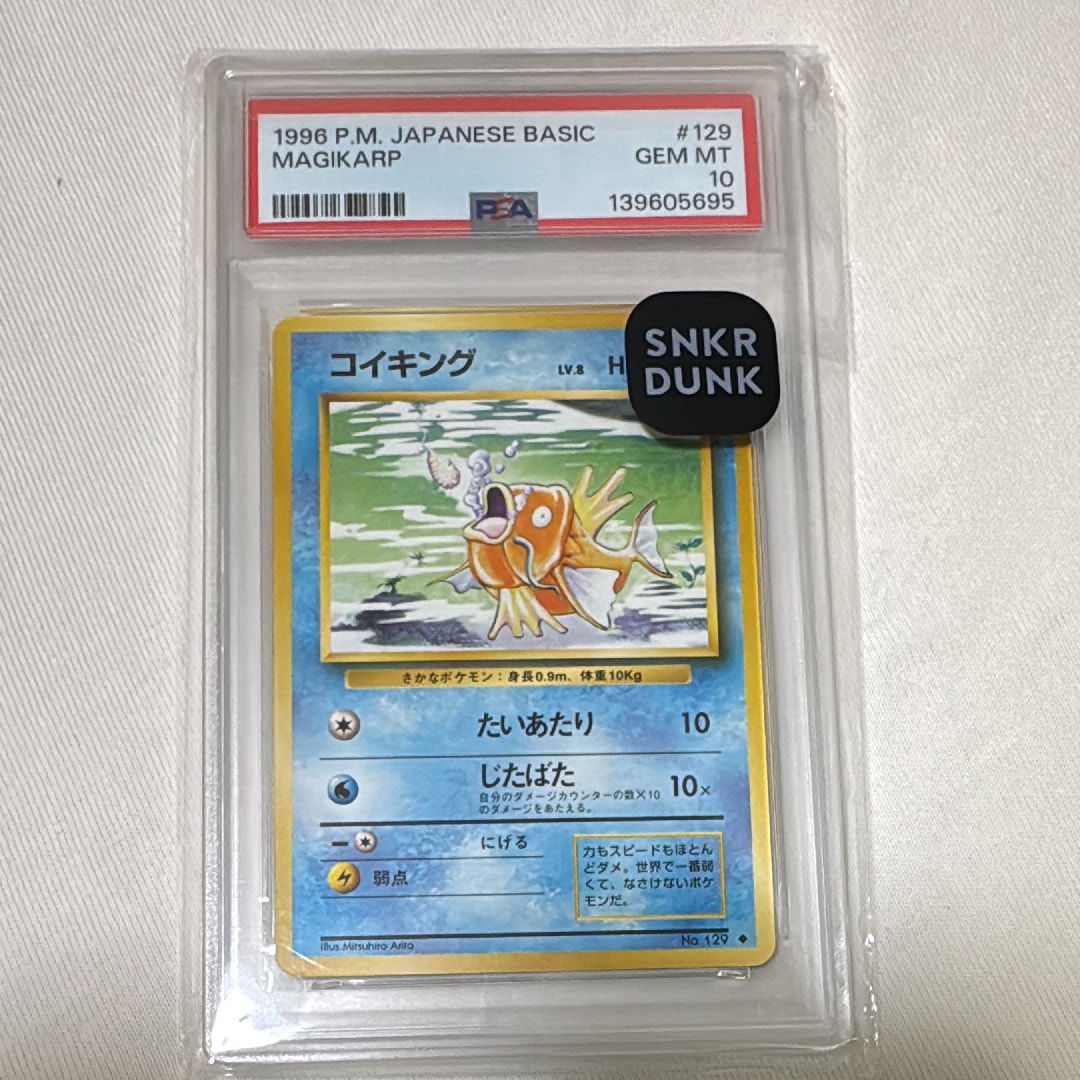 1996 P.M. JAPANESE BASIC #129
MAGIKARP GEM MT
10
PSA 139605695
SNKR
DUNK
コイキング LV.8 H
さかなポケモン：身長0.9m、体重10Kg
たいあたり 10
じたばた 10×
自分のダメージカウンターの数×10
のダメージをあたえる。
ー にげる
弱点
力もスピードもほとん
どダメ。世界で一番弱
くて、なさけないポケ
モンだ。
Illus.Mitsuhiro Arita No. 129